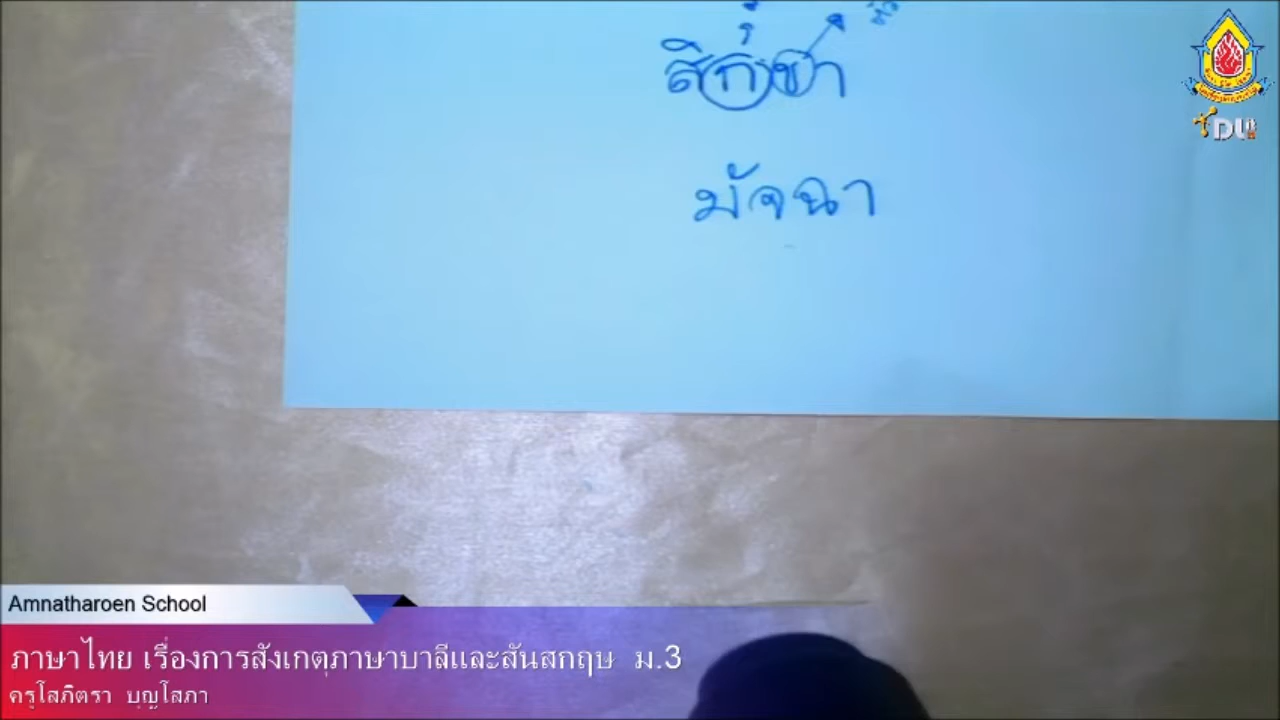 สิกขา
มัจฉา
Amnatharoen School
ภาษาไทย เรื่องการสังเกตุภาษาบาลีและสันสกฤษ ม.3
ครูโสภิตรา บุญโสภา